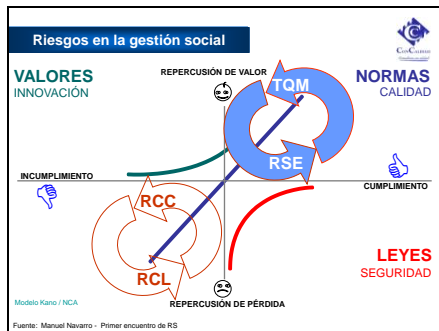 Riesgos en la gestión social
CONCALIDAD
VALORES
INNOVACIÓN
REPERCUSIÓN DE VALOR
NORMAS
CALIDAD
TQM
RSE
INCUMPLIMIENTO
CUMPLIMIENTO
RCC
RCL
LEYES
SEGURIDAD
Modelo Kano / NCA
REPERCUSIÓN DE PÉRDIDA
Fuente: Manuel Navarro - Primer encuentro de RS